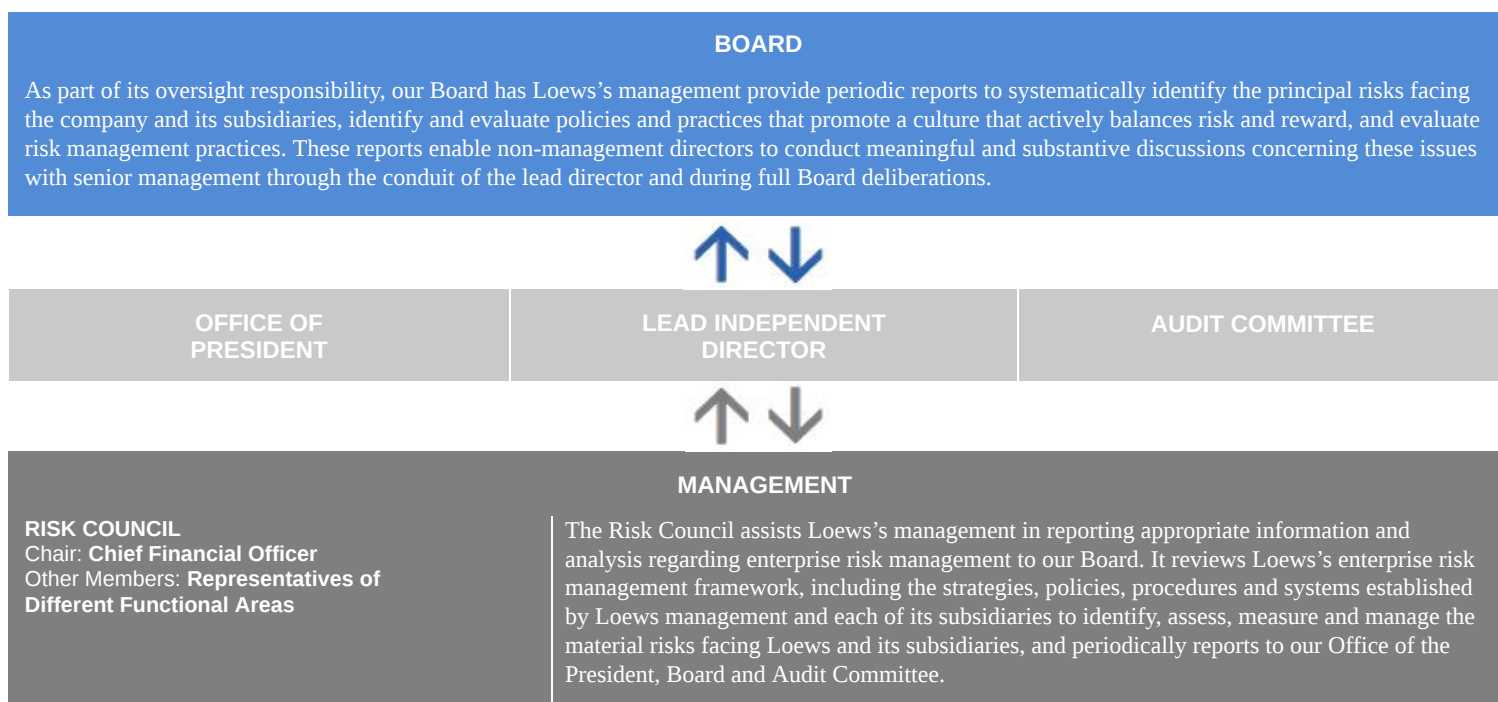 BOARD
As part of its oversight responsibility, our Board has Loews’s management provide periodic reports to systematically identify the principal risks facing
the company and its subsidiaries, identify and evaluate policies and practices that promote a culture that actively balances risk and reward, and evaluate
risk management practices. These reports enable non-management directors to conduct meaningful and substantive discussions concerning these issues
with senior management through the conduit of the lead director and during full Board deliberations.
OFFICE OF
PRESIDENT
LEAD INDEPENDENT
DIRECTOR
AUDIT COMMITTEE
MANAGEMENT
RISK COUNCIL
Chair: Chief Financial Officer
Other Members: Representatives of
Different Functional Areas
The Risk Council assists Loews’s management in reporting appropriate information and
analysis regarding enterprise risk management to our Board. It reviews Loews’s enterprise risk
management framework, including the strategies, policies, procedures and systems established
by Loews management and each of its subsidiaries to identify, assess, measure and manage the
material risks facing Loews and its subsidiaries, and periodically reports to our Office of the
President, Board and Audit Committee.